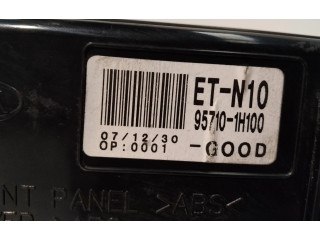 ET-N10
95710-1H100
07/12/30
OP:0001 -GOOD
NT PANEL >ABS<